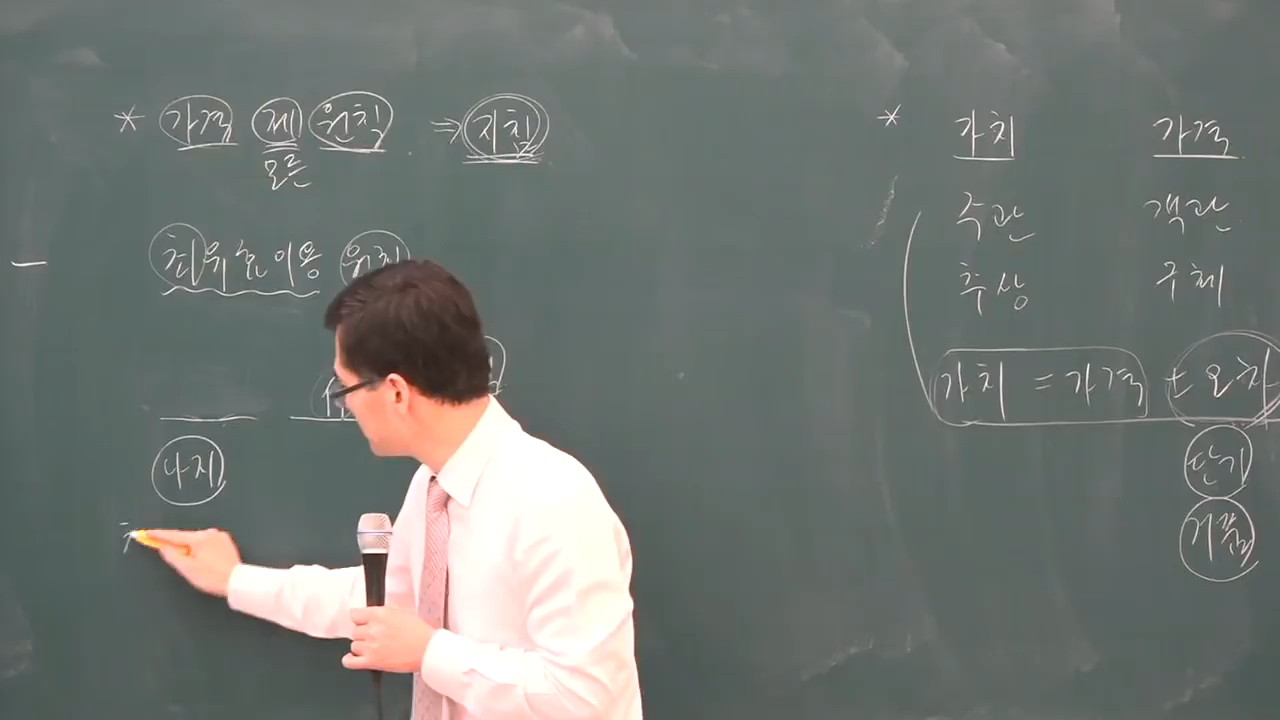 * 가격 제 원칙 ⇒ 지침
모른
최유효이용 원칙
나지
* 가치 가격
주관 객관
추상 구체
가치 = 가격 ± 오차
단기
거품